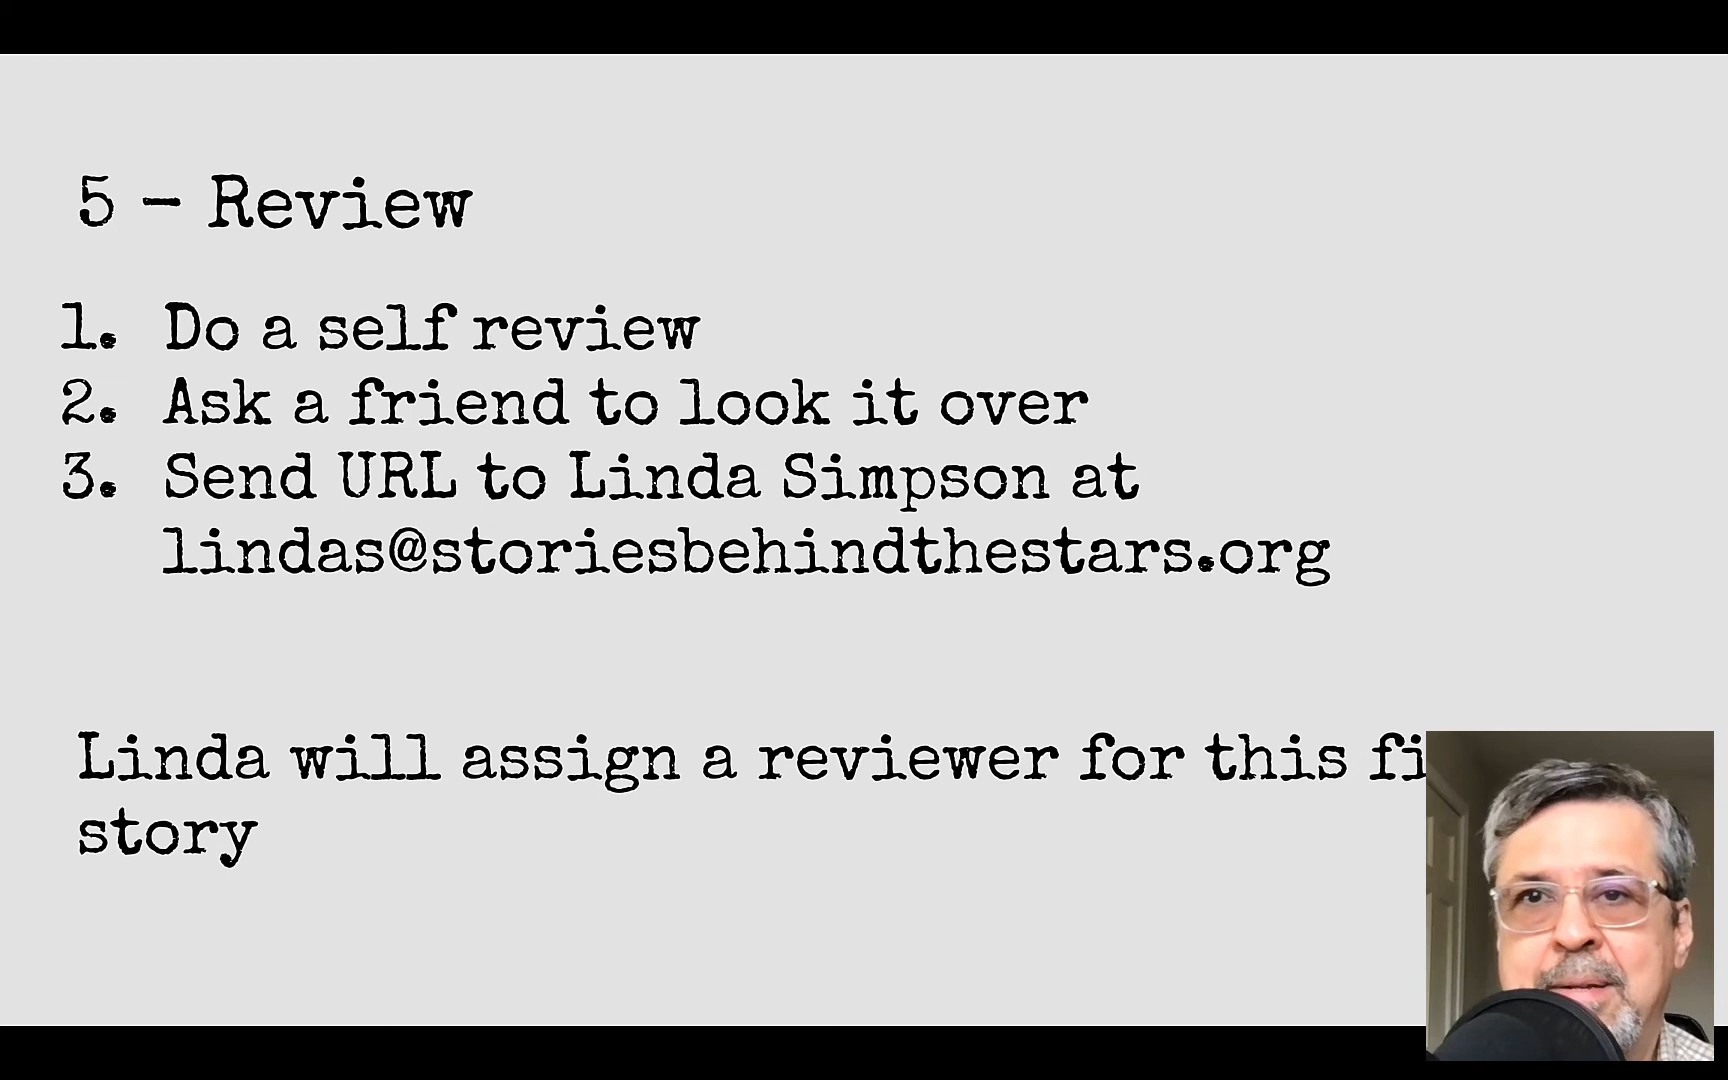 5 – Review
1. Do a self review
2. Ask a friend to look it over
3. Send URL to Linda Simpson at
lindas@storiesbehindthestars.org
Linda will assign a reviewer for this
story